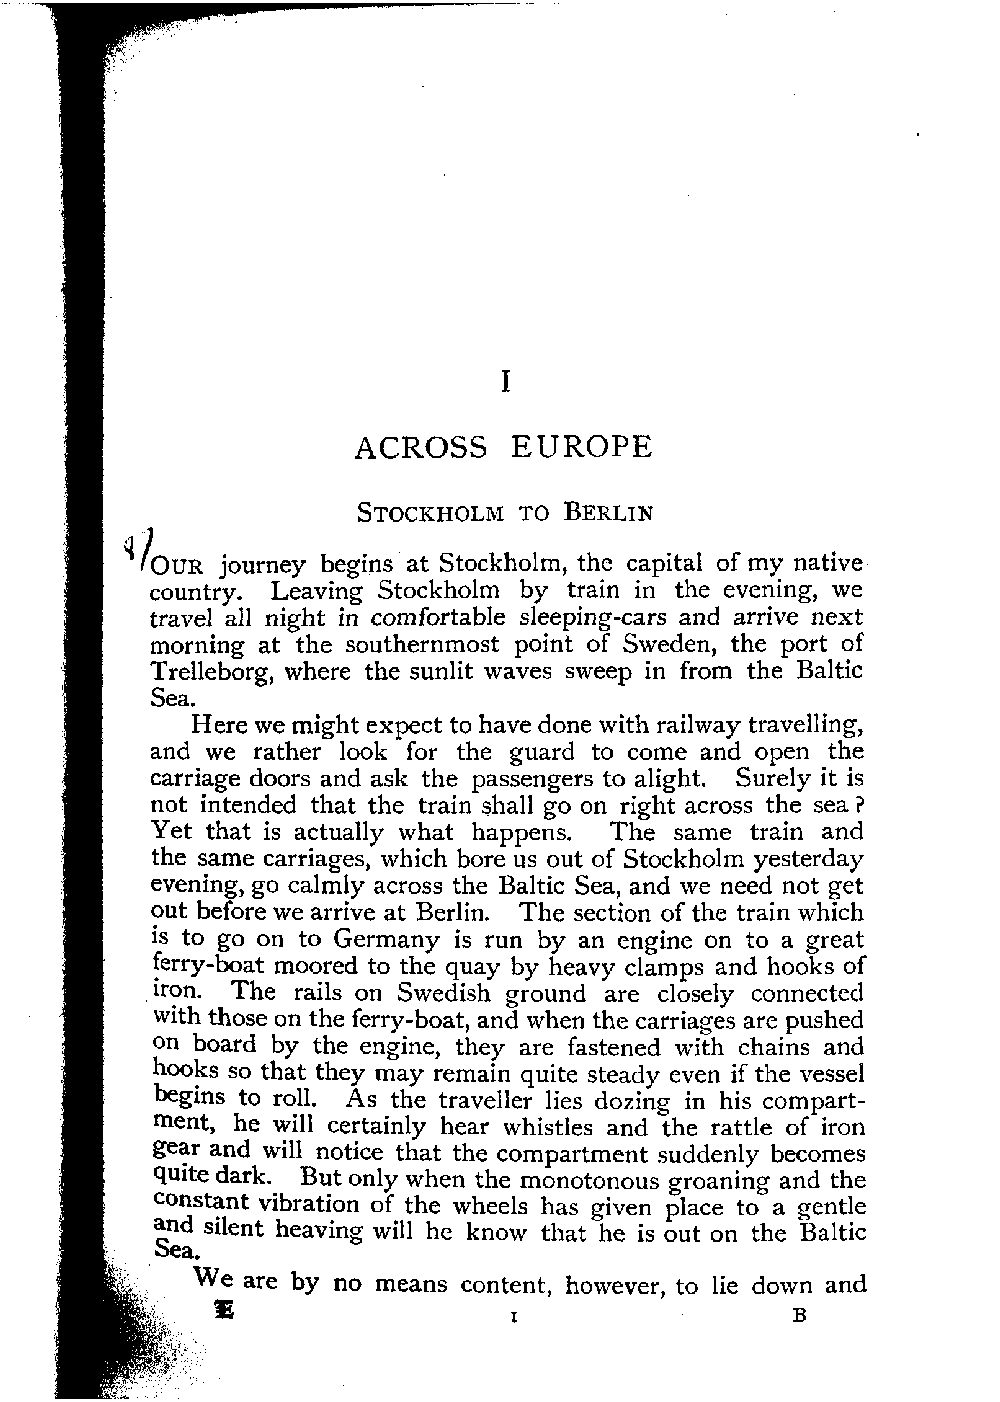 I
ACROSS EUROPE
STOCKHOLM TO BERLIN
OUR journey begins at Stockholm, the capital of my native
country. Leaving Stockholm by train in the evening, we
travel all night in comfortable sleeping-cars and arrive next
morning at the southernmost point of Sweden, the port of
Trelleborg, where the sunlit waves sweep in from the Baltic
Sea.
Here we might expect to have done with railway travelling,
and we rather look for the guard to come and open the
carriage doors and ask the passengers to alight. Surely it is
not intended that the train shall go on right across the sea?
Yet that is actually what happens. The same train and
the same carriages, which bore us out of Stockholm yesterday
evening, go calmly across the Baltic Sea, and we need not get
out before we arrive at Berlin. The section of the train which
is to go on to Germany is run by an engine on to a great
ferry-boat moored to the quay by heavy clamps and hooks of
iron. The rails on Swedish ground are closely connected
with those on the ferry-boat, and when the carriages are pushed
on board by the engine, they are fastened with chains and
hooks so that they may remain quite steady even if the vessel
begins to roll. As the traveller lies dozing in his compart-
ment, he will certainly hear whistles and the rattle of iron
gear and will notice that the compartment suddenly becomes
quite dark. But only when the monotonous groaning and the
constant vibration of the wheels has given place to a gentle
and silent heaving will he know that he is out on the Baltic
Sea.
We are by no means content, however, to lie down and
E 1 B